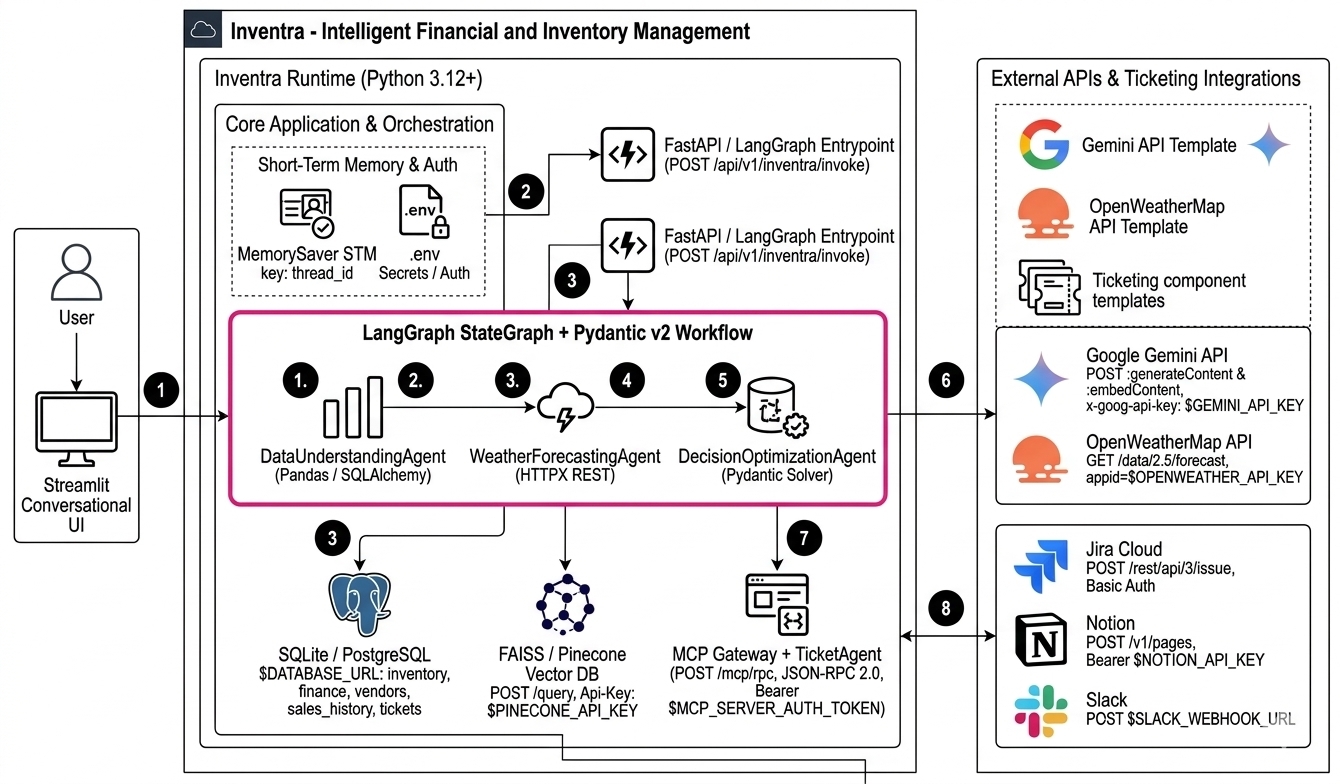 Inventra - Intelligent Financial and Inventory Management
Inventra Runtime (Python 3.12+)
Core Application & Orchestration
Short-Term Memory & Auth
.env
MemorySaver STM
key: thread_id
.env
Secrets / Auth
2
FastAPI / LangGraph Entrypoint
(POST /api/v1/inventra/invoke)
FastAPI / LangGraph Entrypoint
(POST /api/v1/inventra/invoke)
3
User
Streamlit
Conversational
UI
1
LangGraph StateGraph + Pydantic v2 Workflow
1.
2.
3.
4
5
DataUnderstandingAgent
(Pandas / SQLAlchemy)
WeatherForecastingAgent
(HTTPX REST)
DecisionOptimizationAgent
(Pydantic Solver)
3
SQLite / PostgreSQL
$DATABASE_URL: inventory,
finance, vendors,
sales_history, tickets
FAISS / Pinecone
Vector DB
POST /query, Api-Key:
$PINECONE_API_KEY
7
MCP Gateway + TicketAgent
(POST /mcp/rpc, JSON-RPC 2.0,
Bearer
$MCP_SERVER_AUTH_TOKEN)
6
8
External APIs & Ticketing Integrations
Gemini API Template
OpenWeatherMap
API Template
Ticketing component
templates
Google Gemini API
POST :generateContent &
:embedContent,
x-goog-api-key: $GEMINI_API_KEY
OpenWeatherMap API
GET /data/2.5/forecast,
appid=$OPENWEATHER_API_KEY
Jira Cloud
POST /rest/api/3/issue,
Basic Auth
N
Notion
POST /v1/pages,
Bearer $NOTION_API_KEY
Slack
POST $SLACK_WEBHOOK_URL